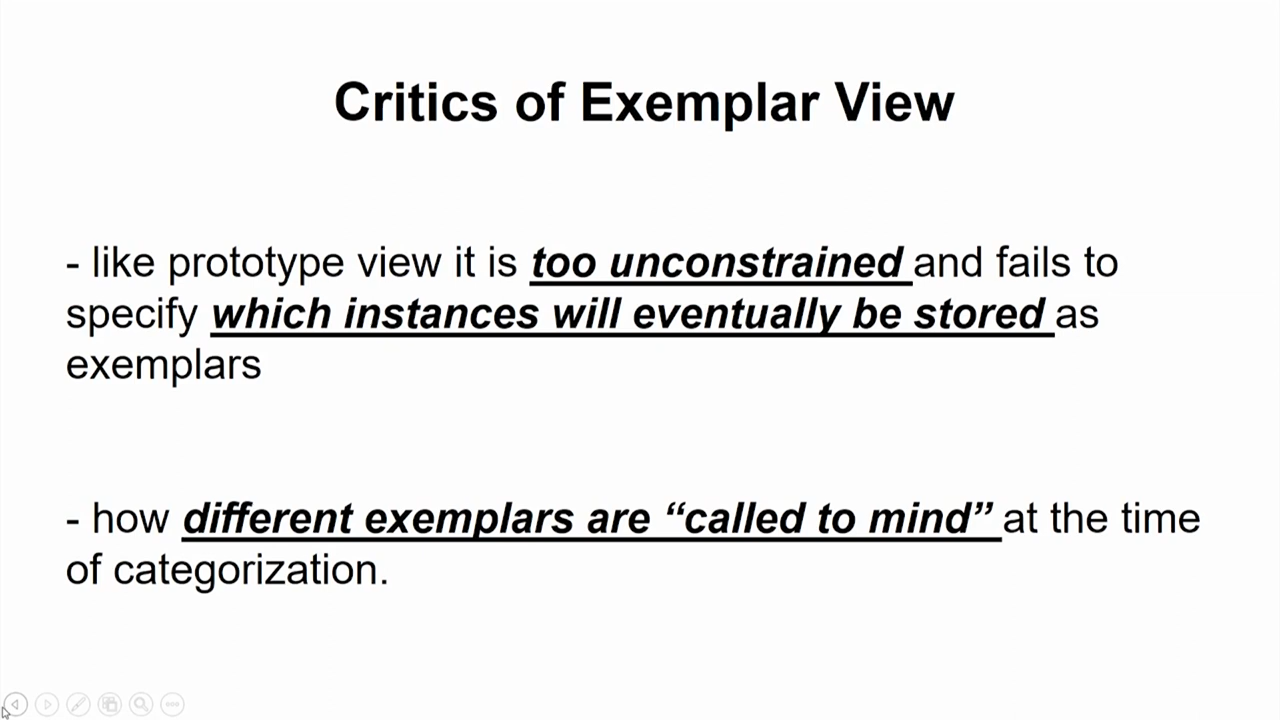 Critics of Exemplar View
- like prototype view it is too unconstrained and fails to
specify which instances will eventually be stored as
exemplars
- how different exemplars are “called to mind” at the time
of categorization.